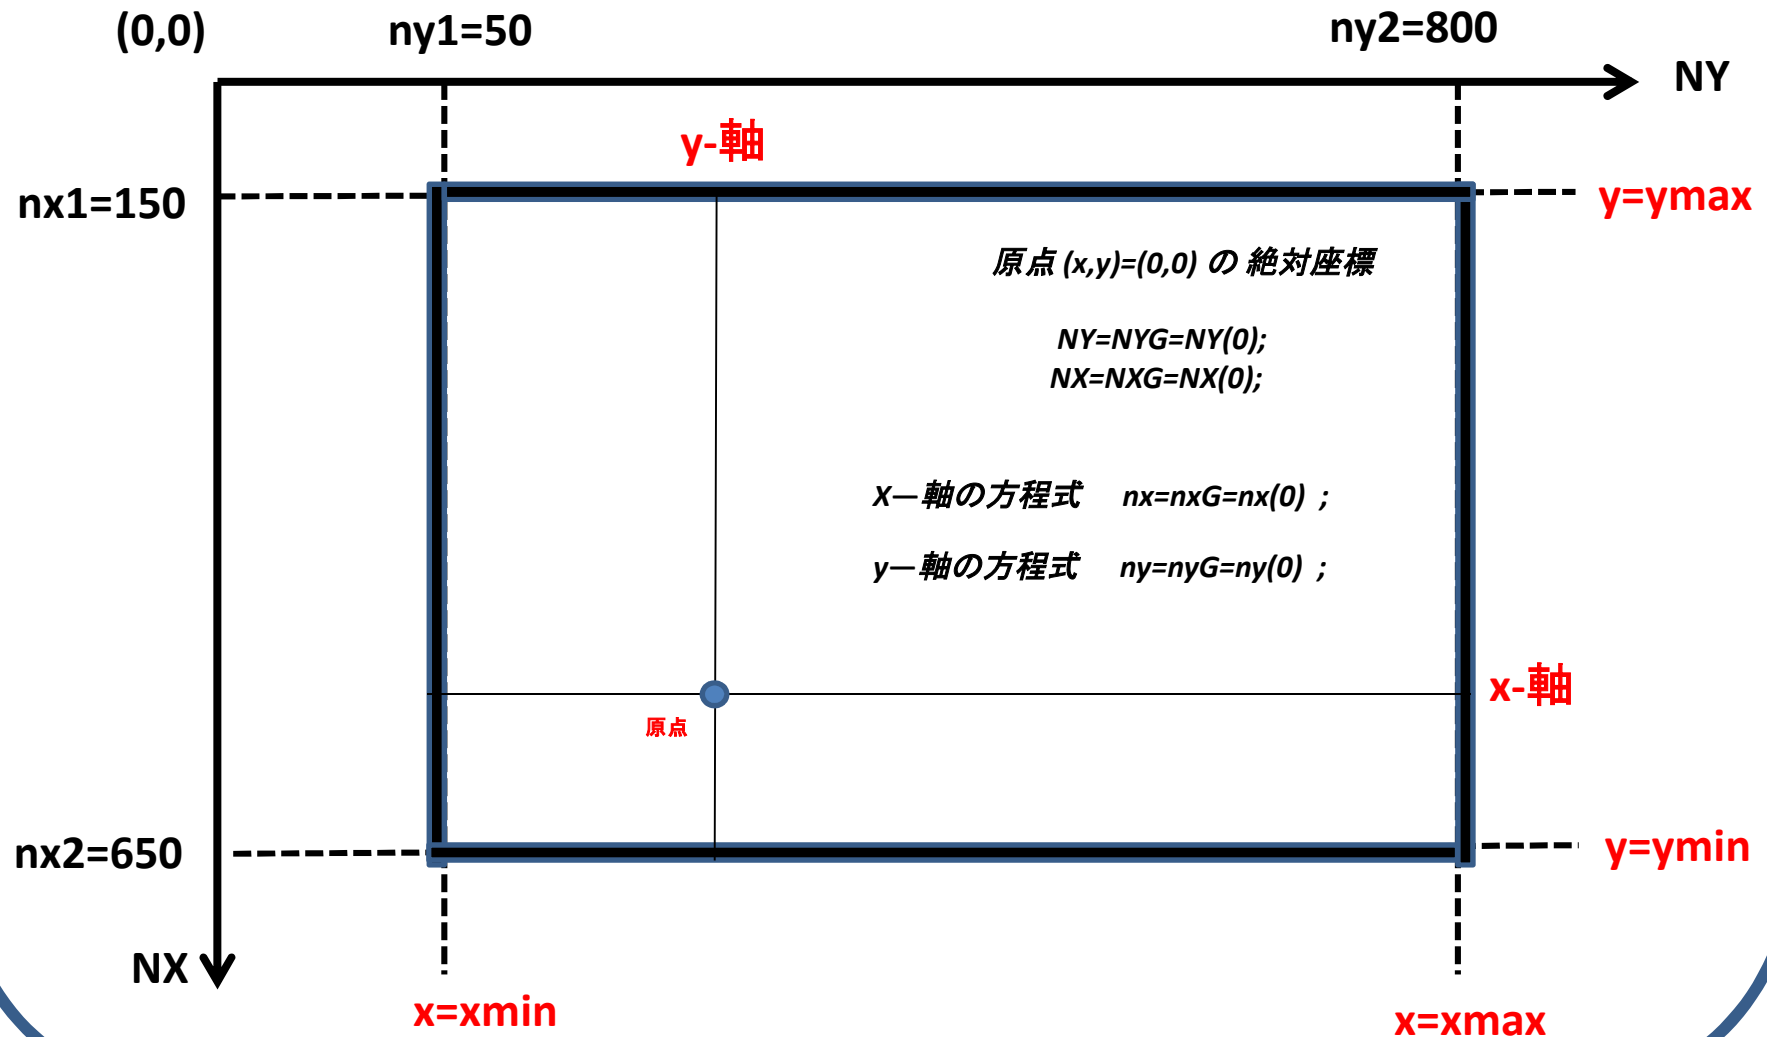 (0,0)
ny1=50
ny2=800
NY
y-軸
nx1=150
y=ymax
原点 (x,y)=(0,0) の 絶対座標
NY=NYG=NY(0);
NX=NXG=NX(0);
X—軸の方程式 nx=nxG=nx(0) ;
y—軸の方程式 ny=nyG=ny(0) ;
x-軸
原点
nx2=650
y=ymin
NX
x=xmin
x=xmax